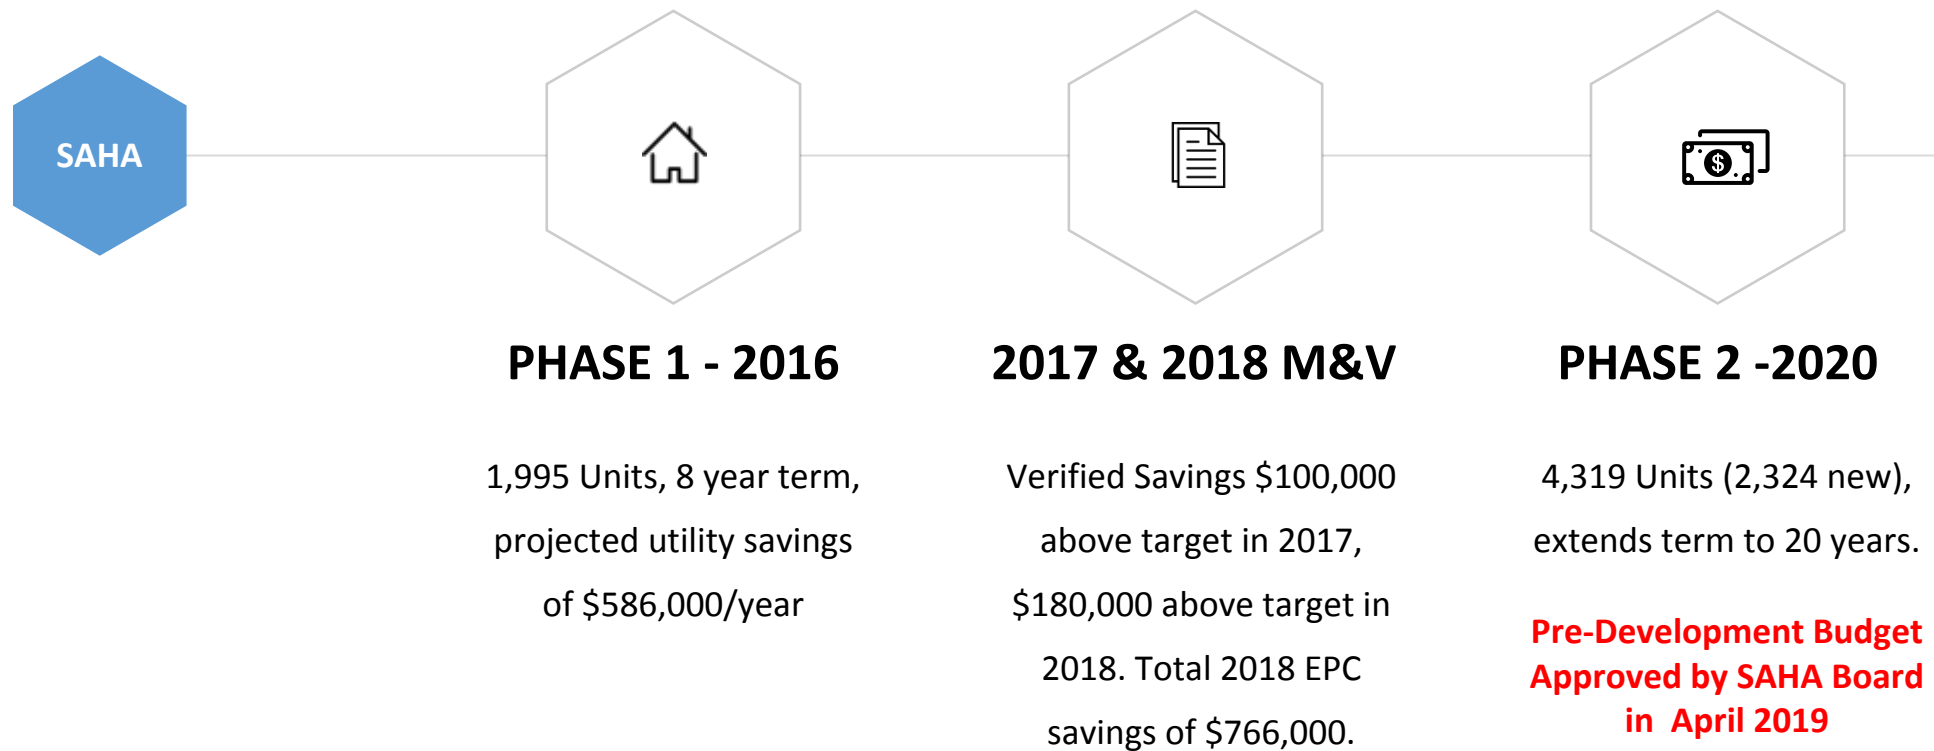 SAHA
PHASE 1 - 2016
1,995 Units, 8 year term,
projected utility savings
of $586,000/year
2017 & 2018 M&V
Verified Savings $100,000
above target in 2017,
$180,000 above target in
2018. Total 2018 EPC
savings of $766,000.
PHASE 2 -2020
4,319 Units (2,324 new),
extends term to 20 years.
Pre-Development Budget
Approved by SAHA Board
in April 2019